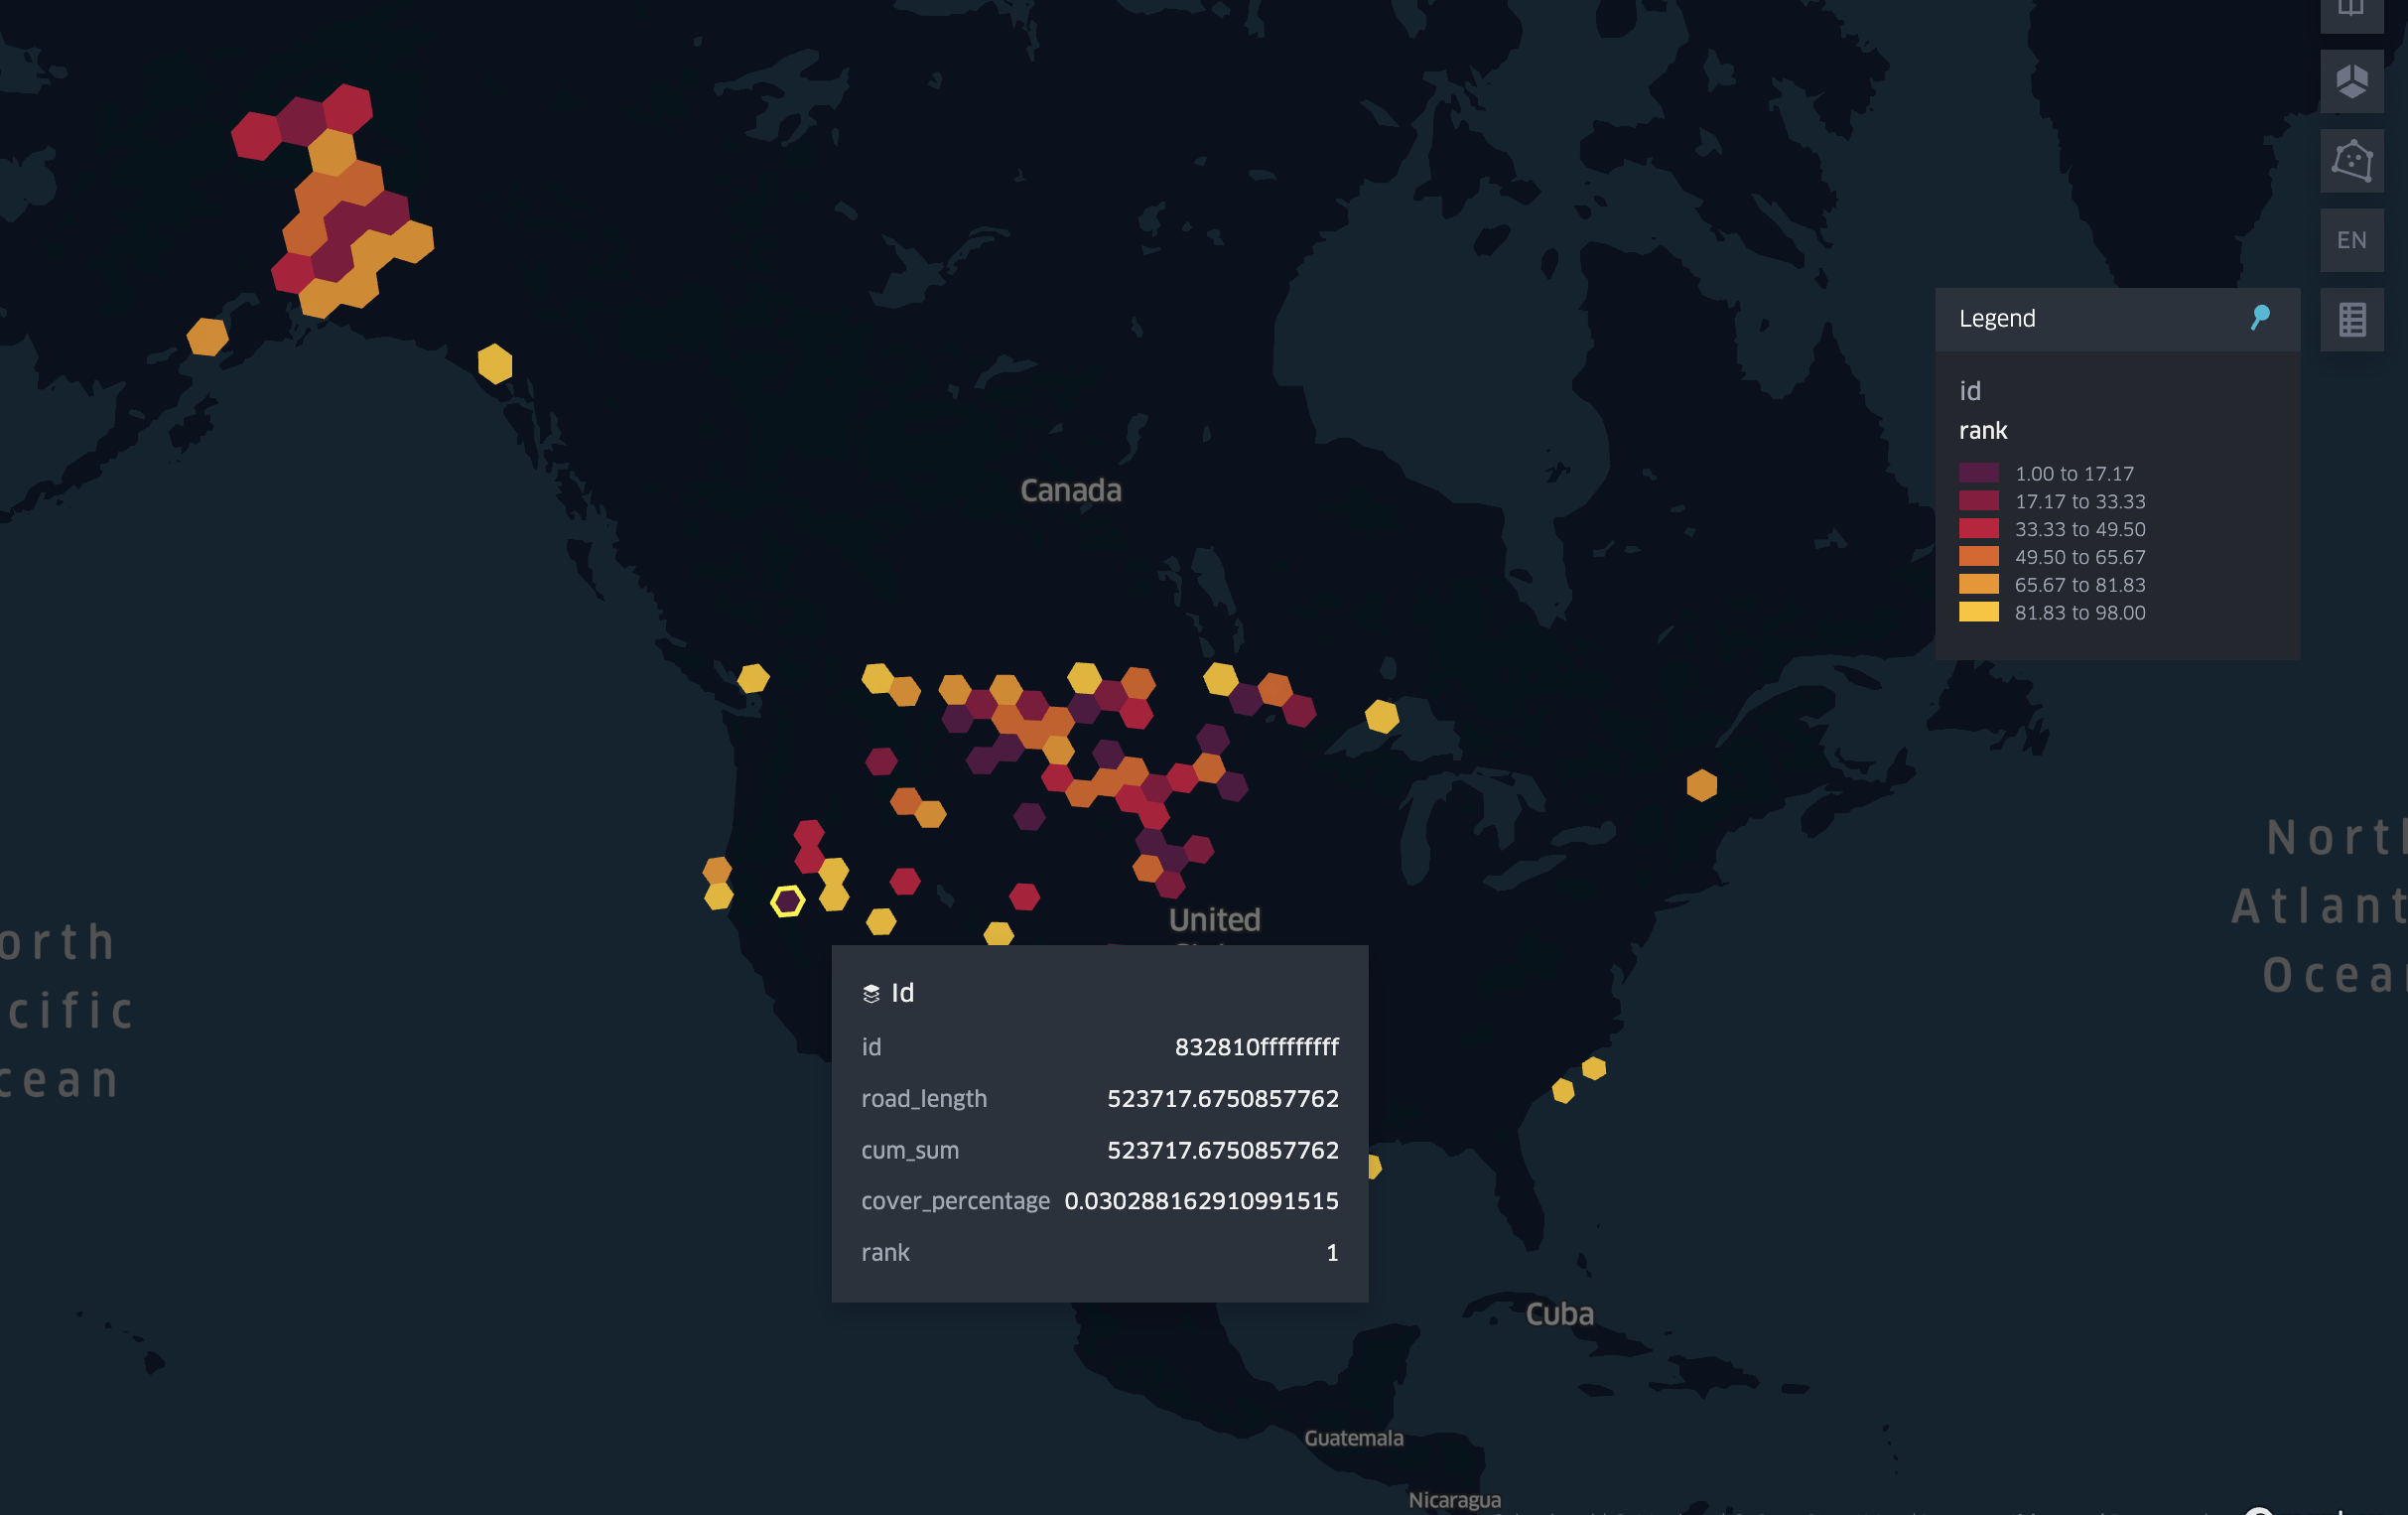 EN
Legend
id
rank
1.00 to 17.17
17.17 to 33.33
33.33 to 49.50
49.50 to 65.67
65.67 to 81.83
81.83 to 98.00
Canada
United
orth
cific
cean
Id
id 832810fffffffff
road_length 523717.6750857762
cum_sum 523717.6750857762
cover_percentage 0.030288162910991515
rank 1
Nort
Atlant
Ocea
Cuba
Guatemala
Nicaragua